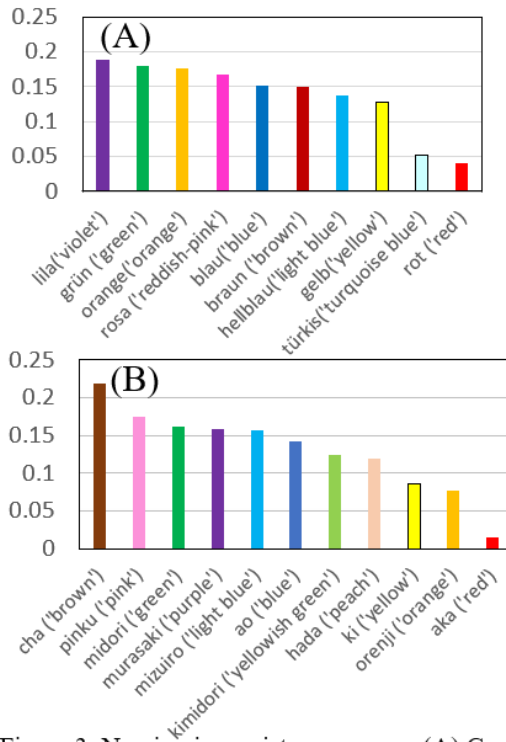 (A)
0.25
0.2
0.15
0.1
0.05
0
lila('violet')
grün ('green')
orange('orange')
rosa ('reddish-pink')
blau('blue')
braun ('brown')
hellblau('light blue')
gelb('yellow')
türkis('turquoise blue')
rot ('red')
(B)
0.25
0.2
0.15
0.1
0.05
0
cha ('brown')
pinku ('pink')
midori ('green')
murasaki ('purple')
mizuiro ('light blue')
ao ('blue')
kimidori ('yellowish green')
hada ('peach')
ki ('yellow')
orenji ('orange')
aka ('red')